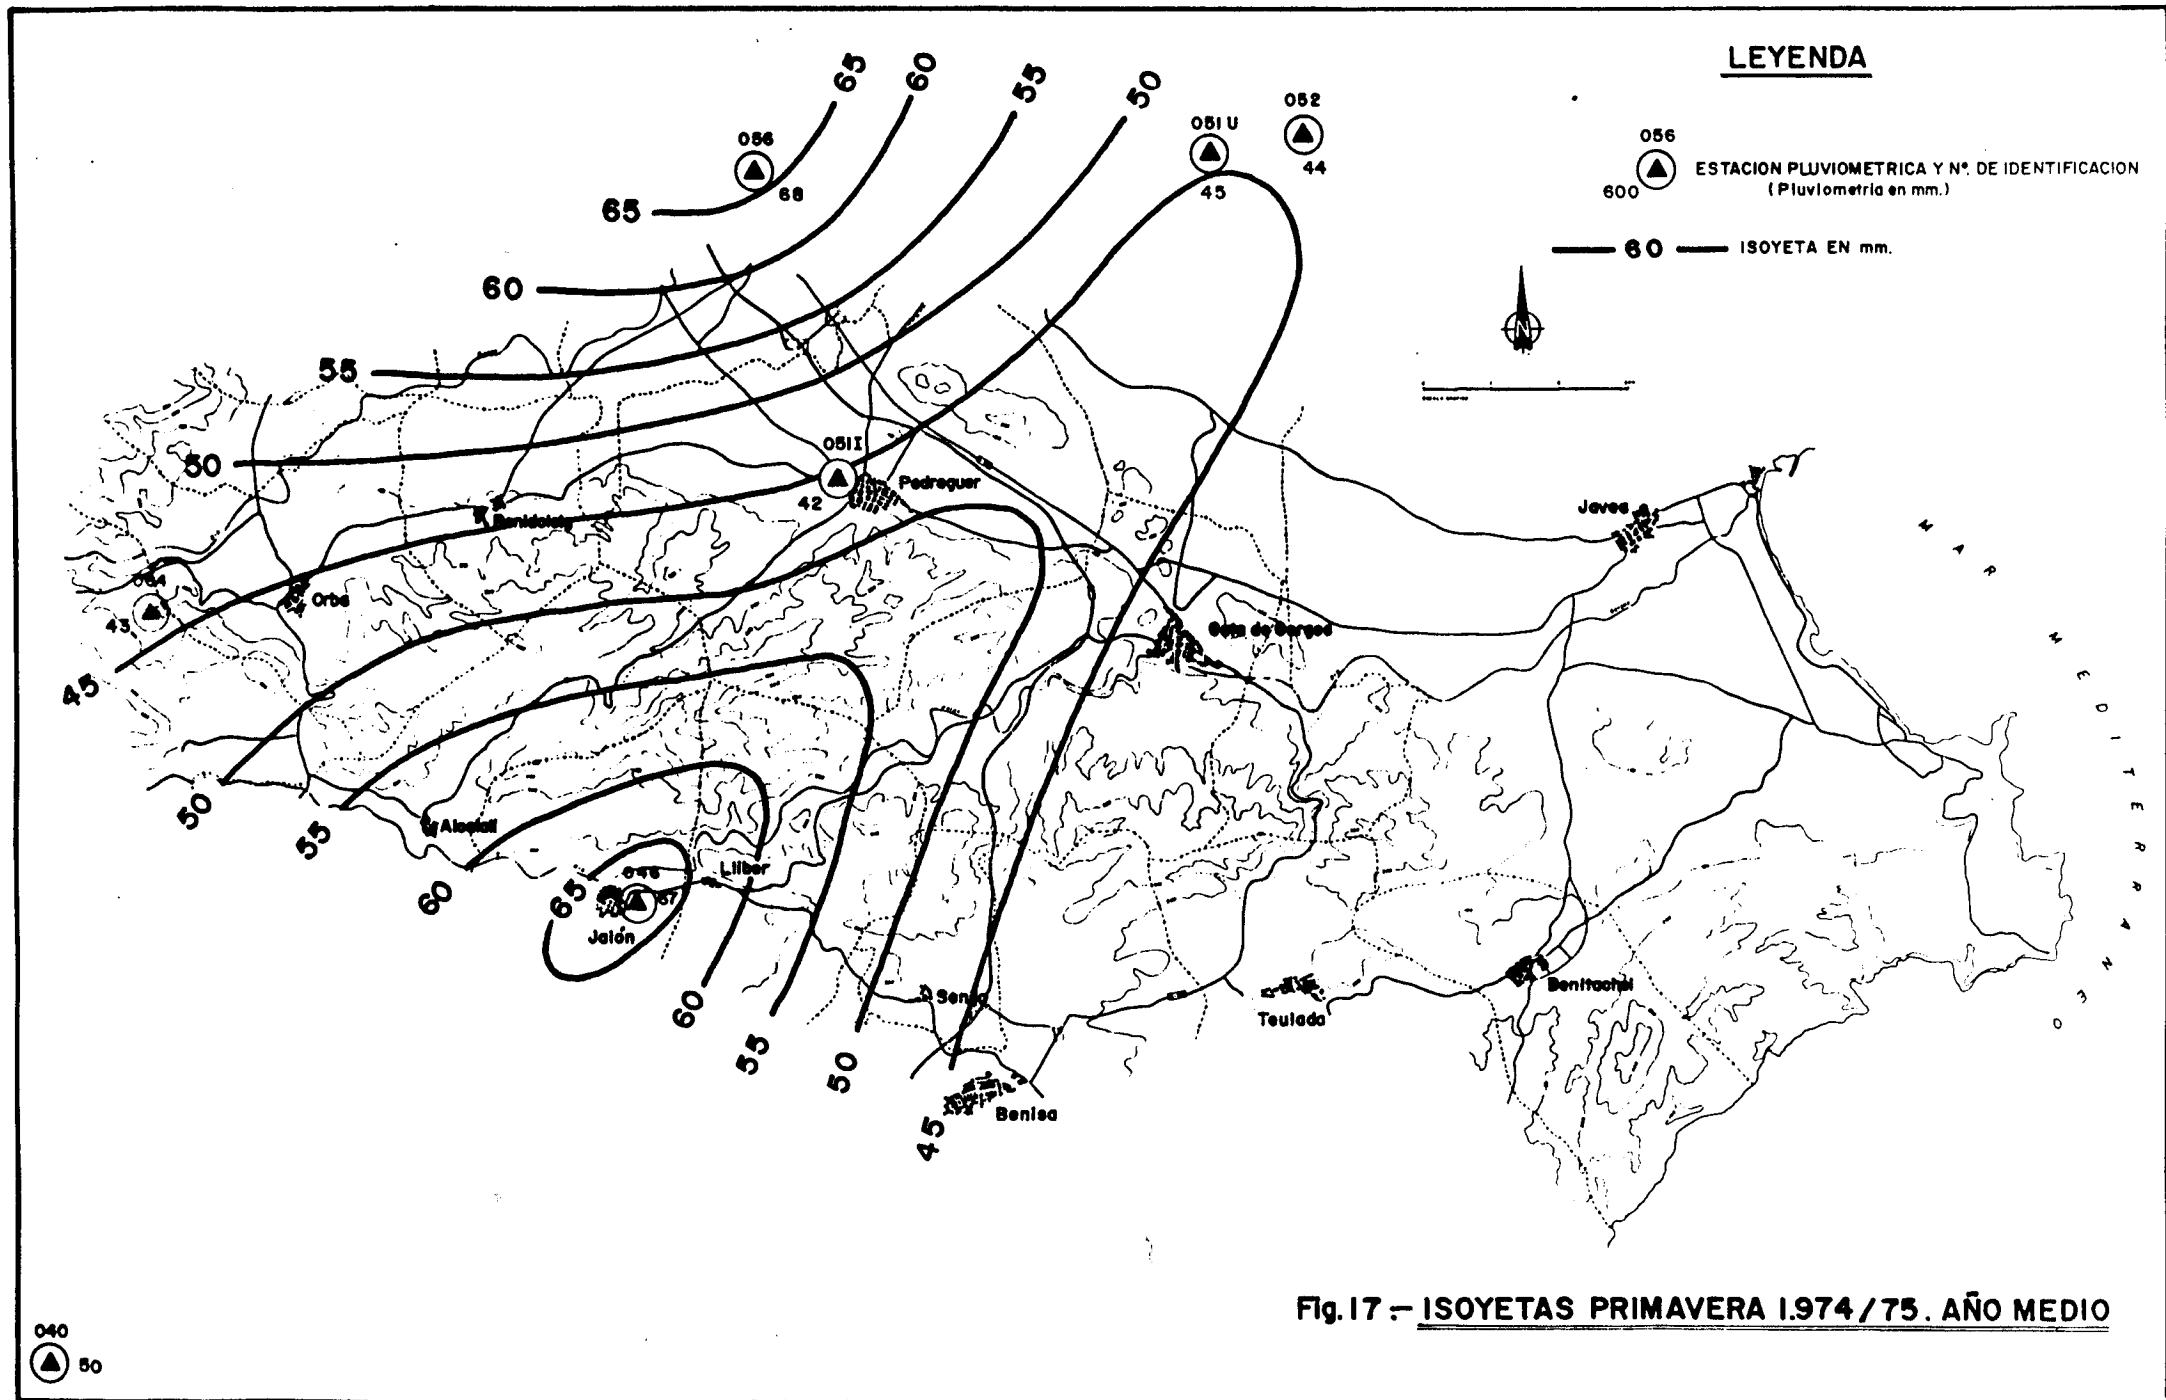 LEYENDA
056
600
ESTACION PLUVIOMETRICA Y Nº. DE IDENTIFICACION
(Pluviometria en mm.)
60 ISOYETA EN mm.
N
65
60
55
50
056
68
051 U
45
052
44
65
60
55
50
051I
42
Pedreguer
Javea
MAR MEDITERRANEO
43
Orba
Gata de Gorgos
45
50
55
Alcalali
60
65
046
67
Jalón
Lliber
60
55
50
45
Senija
Benisa
Teulada
Benitachel
040
50
Fig. 17.- ISOYETAS PRIMAVERA 1.974/75. AÑO MEDIO